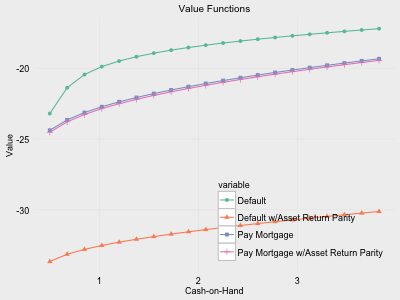 Value Functions
-20
-25
-30
Value
1
2
3
Cash-on-Hand
variable
Default
Default w/Asset Return Parity
Pay Mortgage
Pay Mortgage w/Asset Return Parity